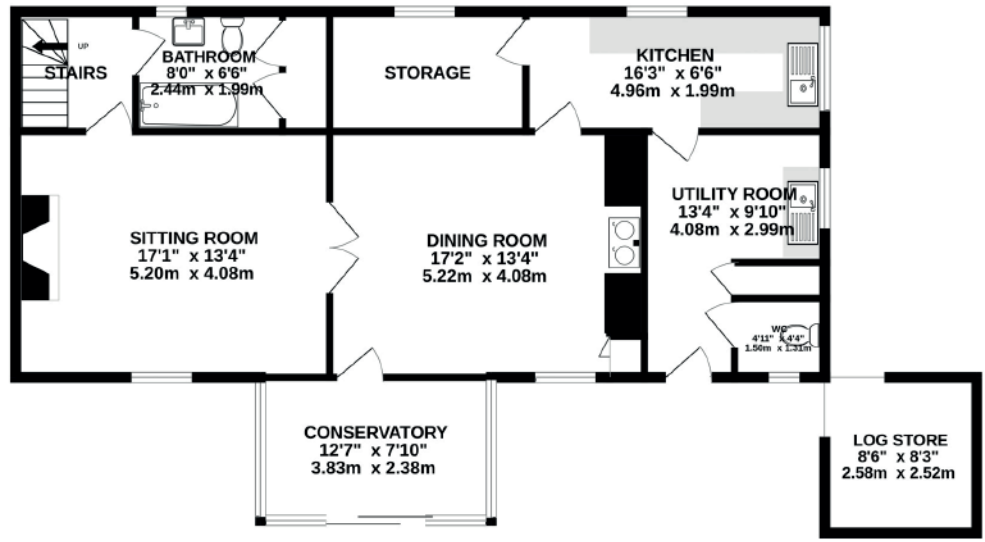 UP
STAIRS
BATHROOM
8'0" x 6'6"
2.44m x 1.99m
STORAGE
KITCHEN
16'3" x 6'6"
4.96m x 1.99m
UTILITY ROOM
13'4" x 9'10"
4.08m x 2.99m
SITTING ROOM
17'1" x 13'4"
5.20m x 4.08m
DINING ROOM
17'2" x 13'4"
5.22m x 4.08m
WC
4'11" x 4'4"
1.50m x 1.31m
CONSERVATORY
12'7" x 7'10"
3.83m x 2.38m
LOG STORE
8'6" x 8'3"
2.58m x 2.52m